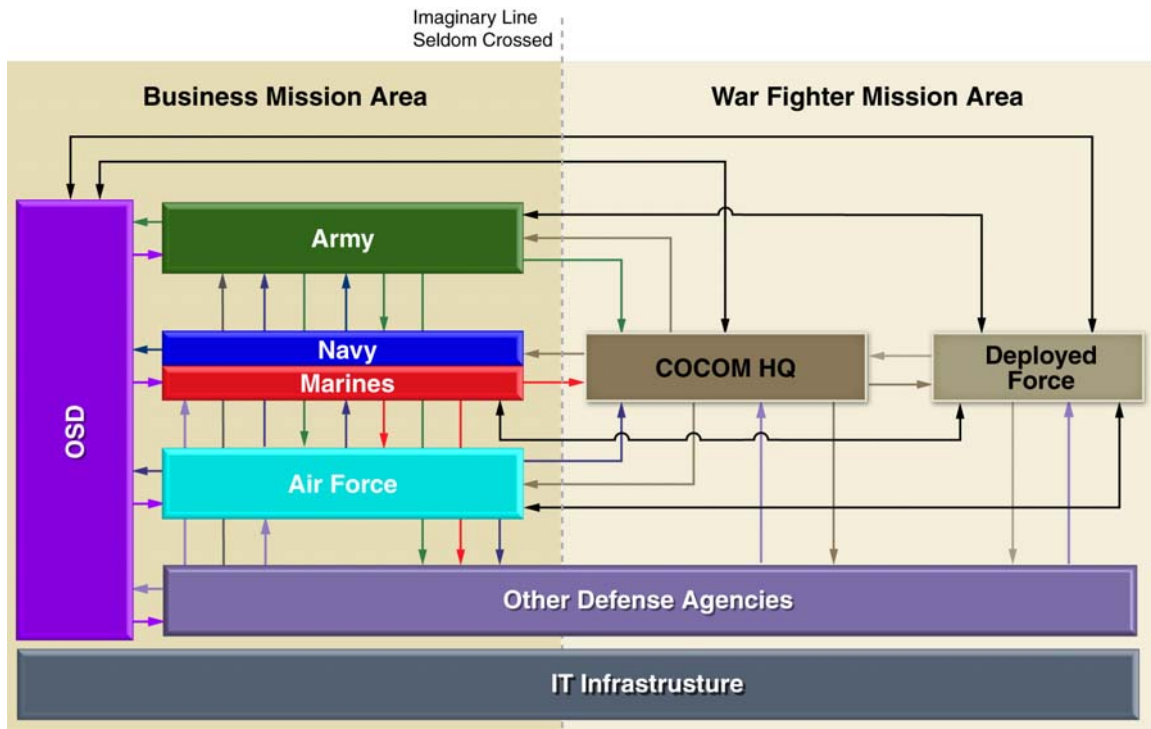 Imaginary Line
Seldom Crossed
Business Mission Area
War Fighter Mission Area
OSD
Army
Navy
Marines
COCOM HQ
Deployed
Force
Air Force
Other Defense Agencies
IT Infrastrusture